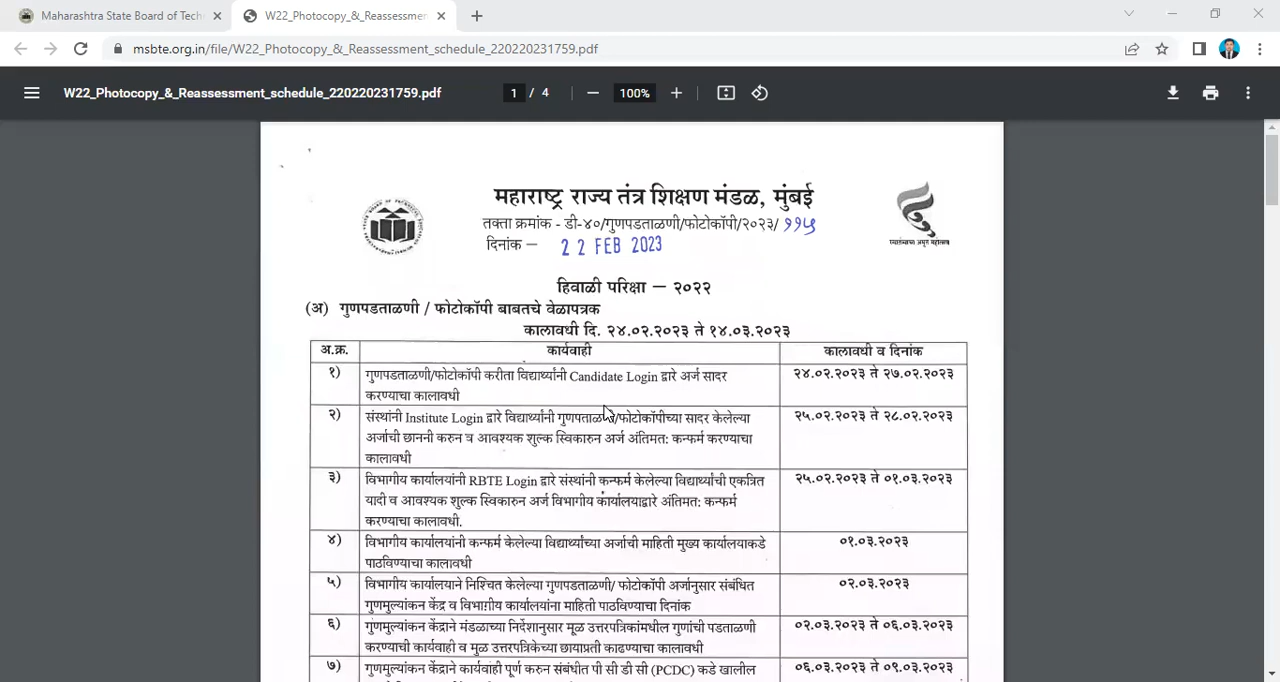 Maharashtra State Board of Tech
W22_Photocopy_&_Reassessmen
msbte.org.in/file/W22_Photocopy_&_Reassessment_schedule_220220231759.pdf
W22_Photocopy_&_Reassessment_schedule_220220231759.pdf
1 / 4
100%
महाराष्ट्र राज्य तंत्र शिक्षण मंडळ, मुंबई
तक्ता क्रमांक - डी-४०/गुणपडताळणी/फोटोकॉपी/२०२३/ ११५
दिनांक – 22 FEB 2023
हिवाळी परिक्षा – २०२२
(अ) गुणपडताळणी / फोटोकॉपी बाबतचे वेळापत्रक
कालावधी दि. २४.०२.२०२३ ते १४.०३.२०२३
अ.क्र. कार्यवाही कालावधी व दिनांक
१) गुणपडताळणी/फोटोकॉपी करीता विद्यार्थ्यांनी Candidate Login द्वारे अर्ज सादर २४.०२.२०२३ ते २७.०२.२०२३
करण्याचा कालावधी
२) संस्थांनी Institute Login द्वारे विद्यार्थ्यांनी /फोटोकॉपीच्या सादर केलेल्या २५.०२.२०२३ ते २८.०२.२०२३
अर्जाची छाननी करुन व आवश्यक शुल्क स्विकारुन अर्ज अंतिमत: कन्फर्म करण्याचा
कालावधी
३) विभागीय कार्यालयांनी RBTE Login द्वारे संस्थांनी कन्फर्म केलेल्या विद्यार्थ्यांची एकत्रित २५.०२.२०२३ ते ०१.०३.२०२३
यादी व आवश्यक शुल्क स्विकारुन अर्ज विभागीय कार्यालयाद्वारे अंतिमत: कन्फर्म
करण्याचा कालावधी.
४) विभागीय कार्यालयांनी कन्फर्म केलेल्या विद्यार्थ्यांच्या अर्जाची माहिती मुख्य कार्यालयाकडे ०१.०३.२०२३
पाठविण्याचा कालावधी
५) विभागीय कार्यालयाने निश्चित केलेल्या गुणपडताळणी/ फोटोकॉपी अर्जानुसार संबंधित ०२.०३.२०२३
गुणमुल्यांकन केंद्र व विभागीय कार्यालयांना माहिती पाठविण्याचा दिनांक
६) गुणमुल्यांकन केंद्राने मंडळाच्या निर्देशानुसार मूळ उत्तरपत्रिकांमधील गुणांची पडताळणी ०२.०३.२०२३ ते ०६.०३.२०२३
करण्याची कार्यवाही व मुळ उत्तरपत्रिकेच्या छायाप्रती काढण्याचा कालावधी
७) गुणमुल्यांकन केंद्राने कार्यवाही पूर्ण करुन संबंधीत पी सी डी सी (PCDC) कडे खालील ०६.०३.२०२३ ते ०९.०३.२०२३